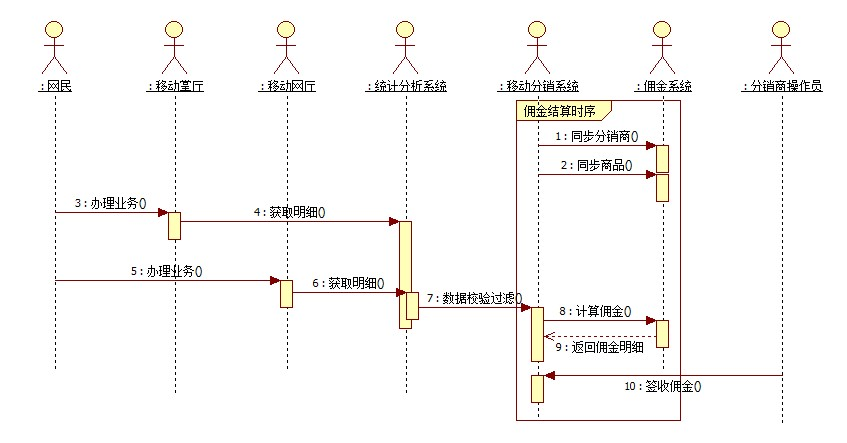 : 网民
: 移动掌厅
: 移动网厅
: 统计分析系统
: 移动分销系统
: 佣金系统
: 分销商操作员
佣金结算时序
1 : 同步分销商()
2 : 同步商品()
3 : 办理业务()
4 : 获取明细()
5 : 办理业务()
6 : 获取明细()
7 : 数据校验过滤()
8 : 计算佣金()
9 : 返回佣金明细
10 : 签收佣金()